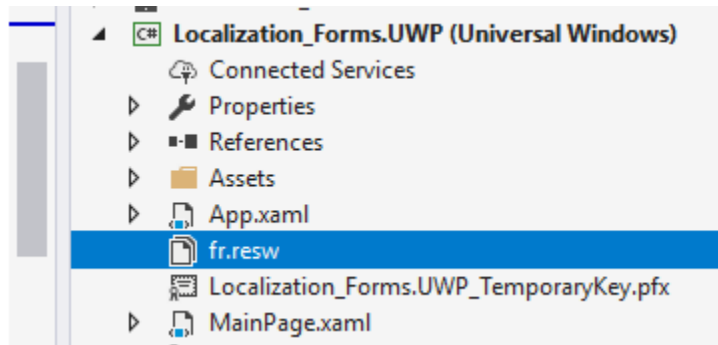 C# Localization_Forms.UWP (Universal Windows)
Connected Services
Properties
References
Assets
App.xaml
fr.resw
Localization_Forms.UWP_TemporaryKey.pfx
MainPage.xaml